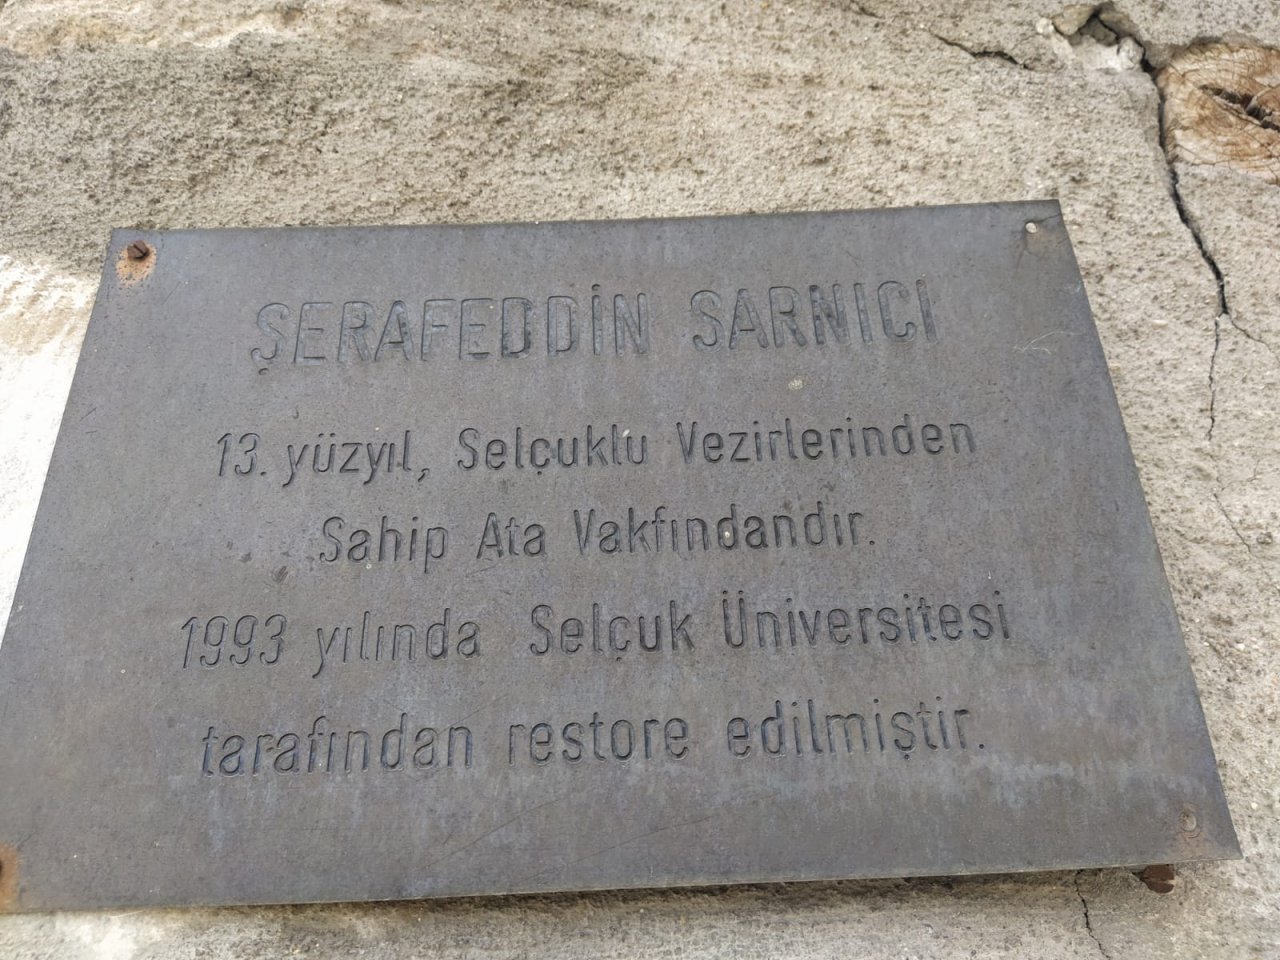 ŞERAFEDDİN SARNICI
13. yüzyıl, Selçuklu Vezirlerinden
Sahip Ata Vakfındandır.
1993 yılında Selçuk Üniversitesi
tarafından restore edilmiştir.